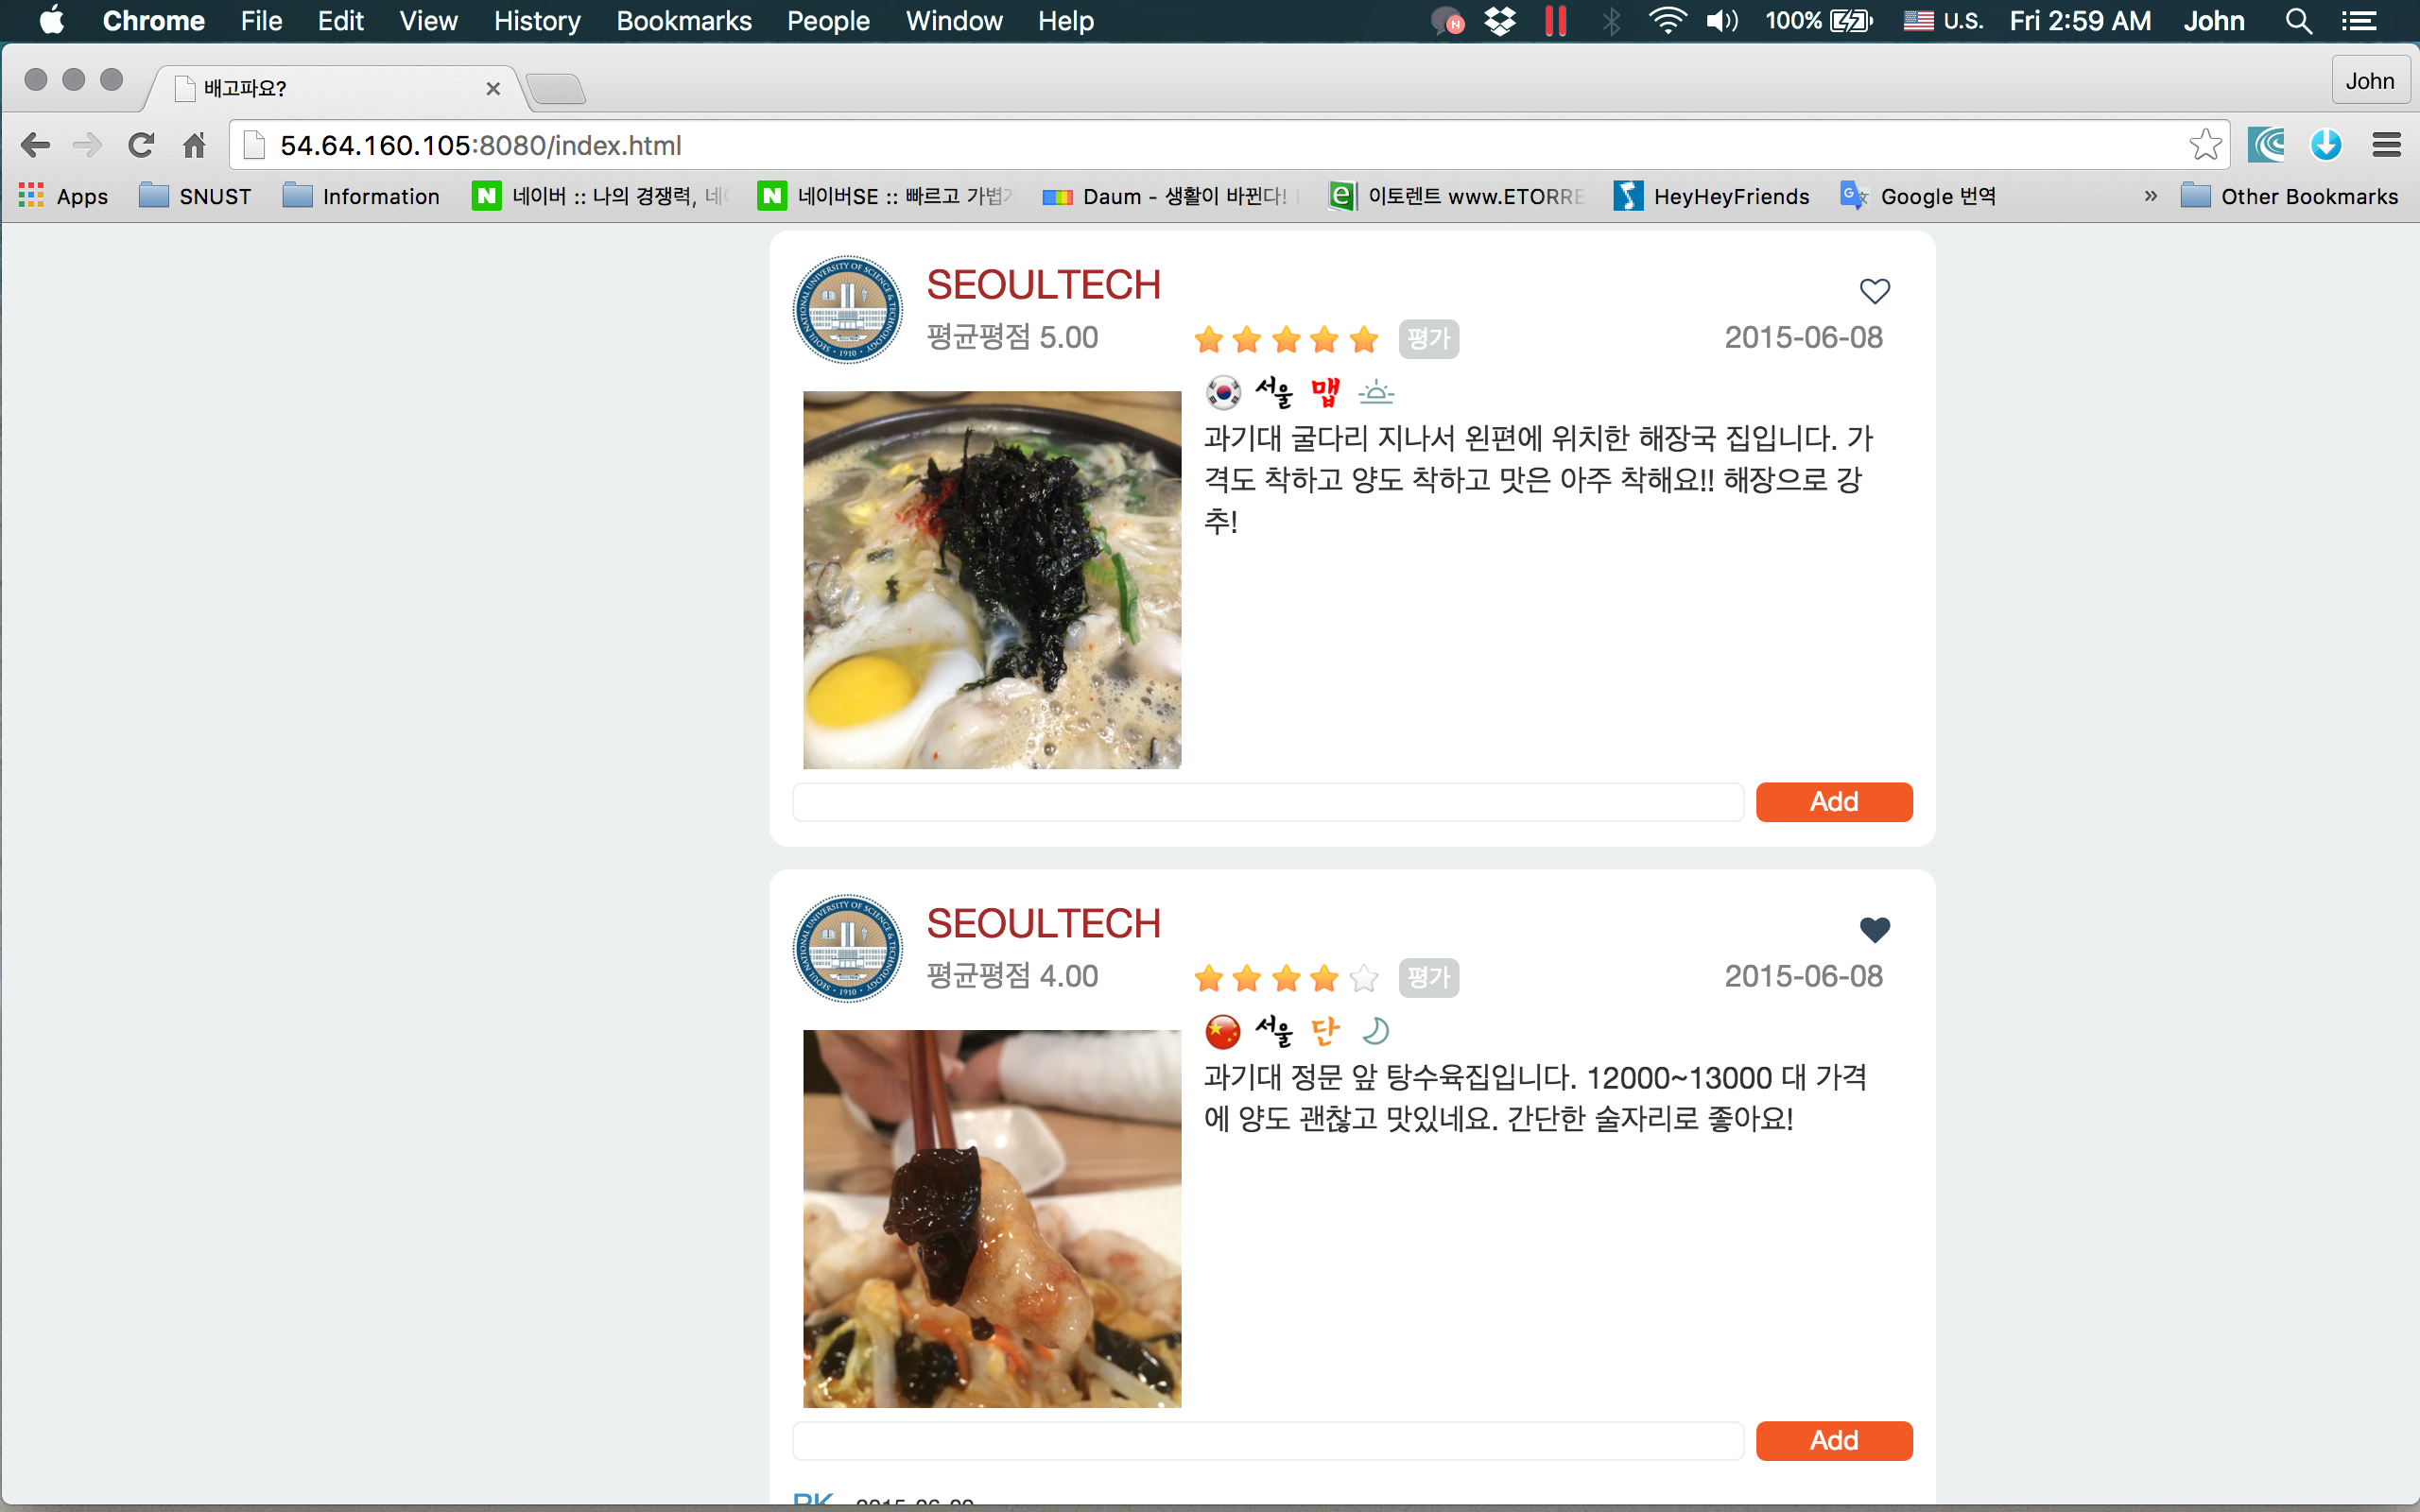 Chrome File Edit View History Bookmarks People Window Help 100% U.S. Fri 2:59 AM John
배고파요? John
54.64.160.105:8080/index.html
Apps SNUST Information 네이버 :: 나의 경쟁력, 네 네이버SE :: 빠르고 가볍게 Daum - 생활이 바뀐다! 이토렌트 www.ETORRE HeyHeyFriends Google 번역 » Other Bookmarks
SEOULTECH
평균평점 5.00 평가 2015-06-08
서울 맵
과기대 굴다리 지나서 왼편에 위치한 해장국 집입니다. 가
격도 착하고 양도 착하고 맛은 아주 착해요!! 해장으로 강
추!
Add
SEOULTECH
평균평점 4.00 평가 2015-06-08
서울 단
과기대 정문 앞 탕수육집입니다. 12000~13000 대 가격
에 양도 괜찮고 맛있네요. 간단한 술자리로 좋아요!
Add